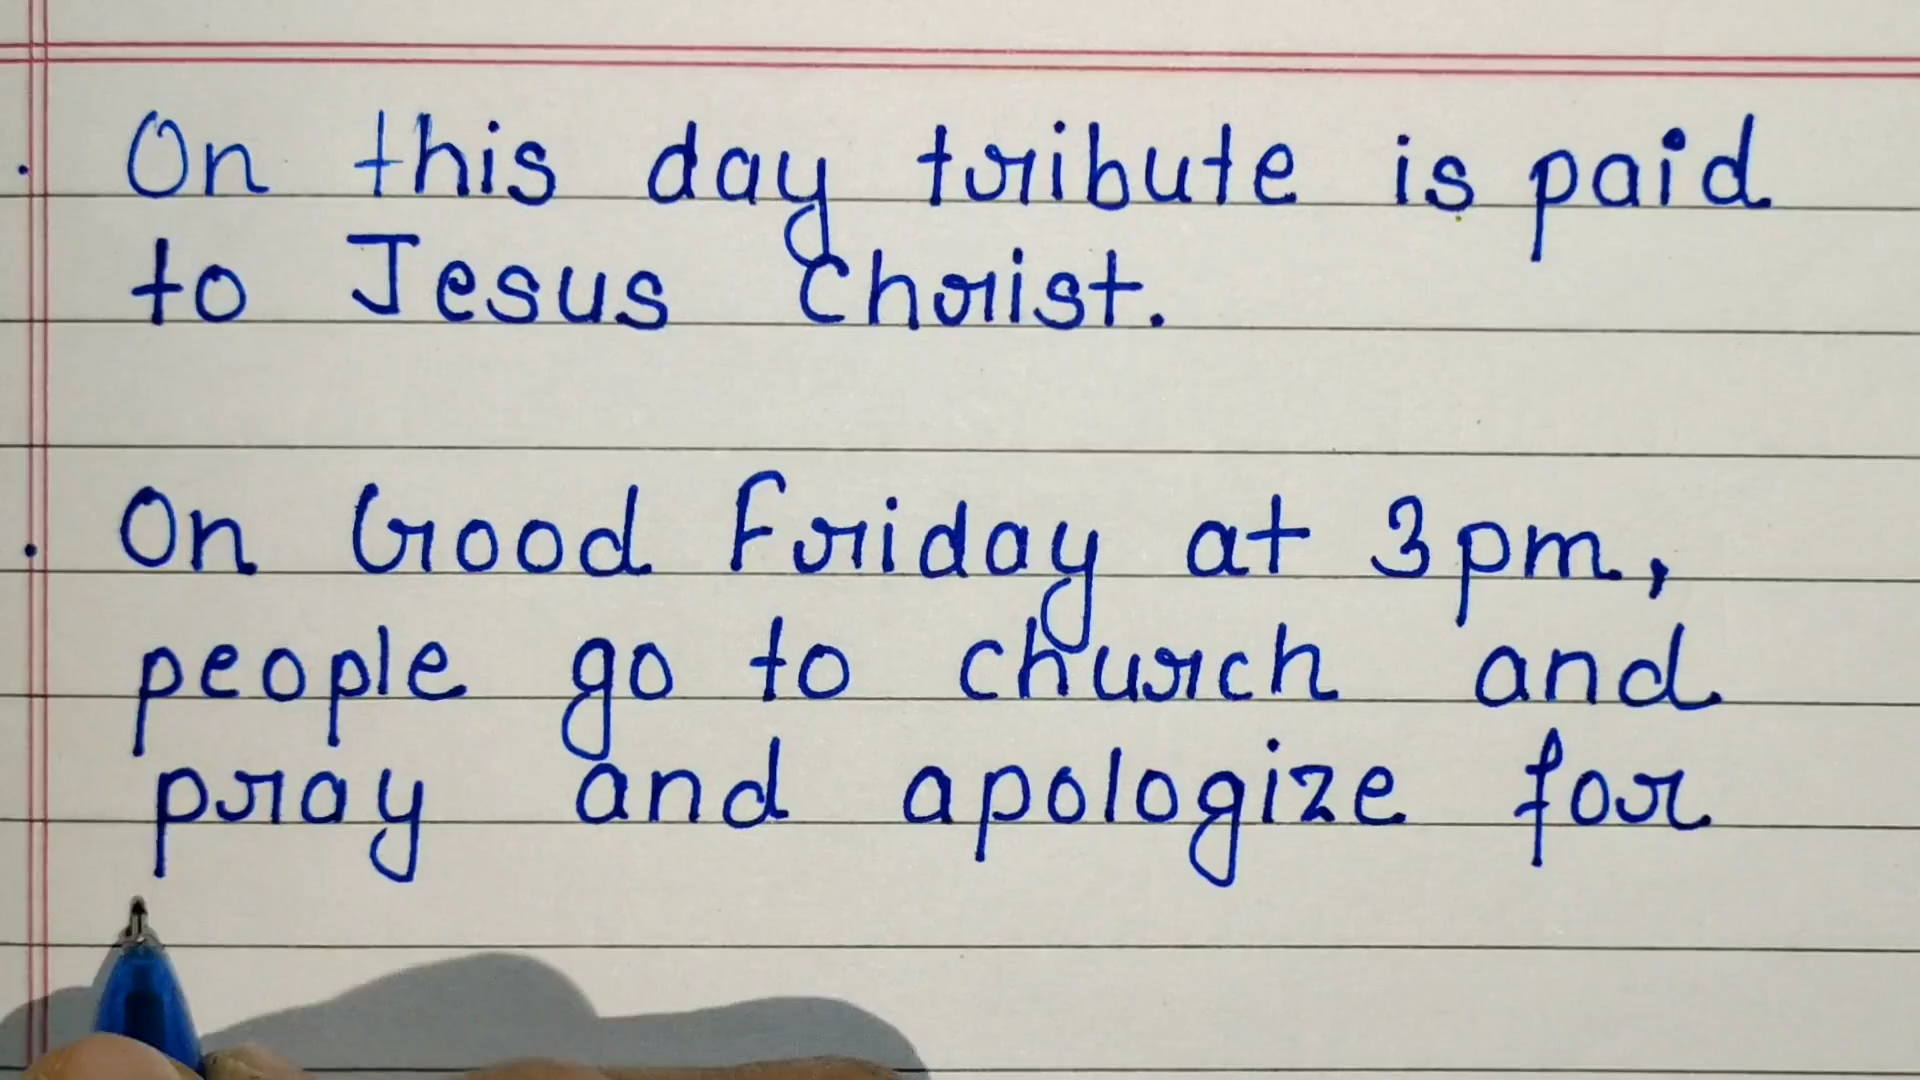 . On this day tribute is paid
to Jesus Christ.
. On Good Friday at 3pm,
people go to church and
pray and apologize for